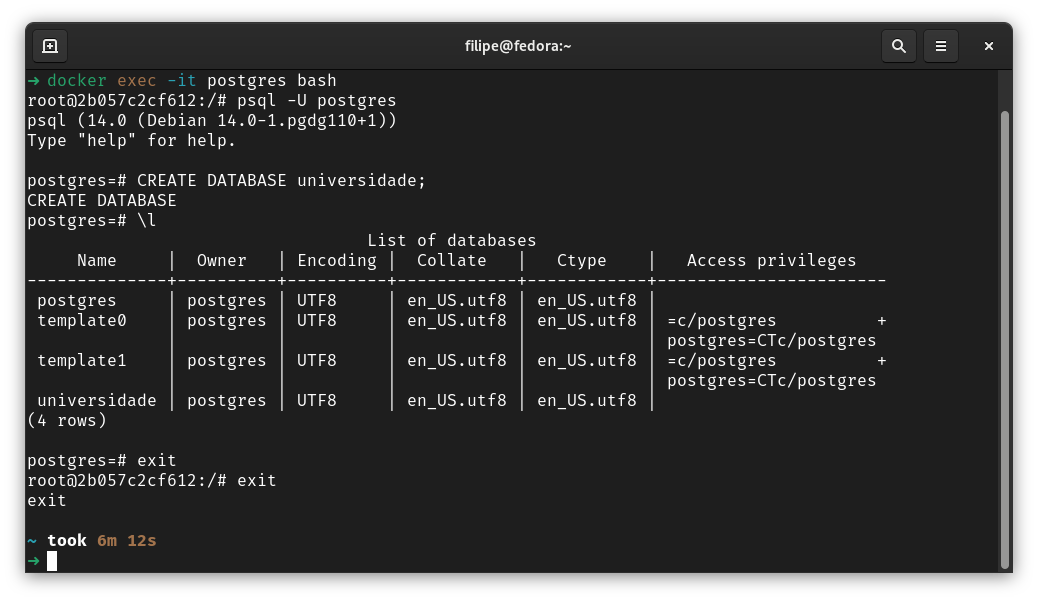 filipe@fedora:~
→ docker exec -it postgres bash
root@2b057c2cf612:/# psql -U postgres
psql (14.0 (Debian 14.0-1.pgdg110+1))
Type "help" for help.
postgres=# CREATE DATABASE universidade;
CREATE DATABASE
postgres=# \l
List of databases
Name | Owner | Encoding | Collate | Ctype | Access privileges
--------------+----------+----------+------------+------------+-----------------------
postgres | postgres | UTF8 | en_US.utf8 | en_US.utf8 |
template0 | postgres | UTF8 | en_US.utf8 | en_US.utf8 | =c/postgres +
| | | | | postgres=CTc/postgres
template1 | postgres | UTF8 | en_US.utf8 | en_US.utf8 | =c/postgres +
| | | | | postgres=CTc/postgres
universidade | postgres | UTF8 | en_US.utf8 | en_US.utf8 |
(4 rows)
postgres=# exit
root@2b057c2cf612:/# exit
exit
~ took 6m 12s
→